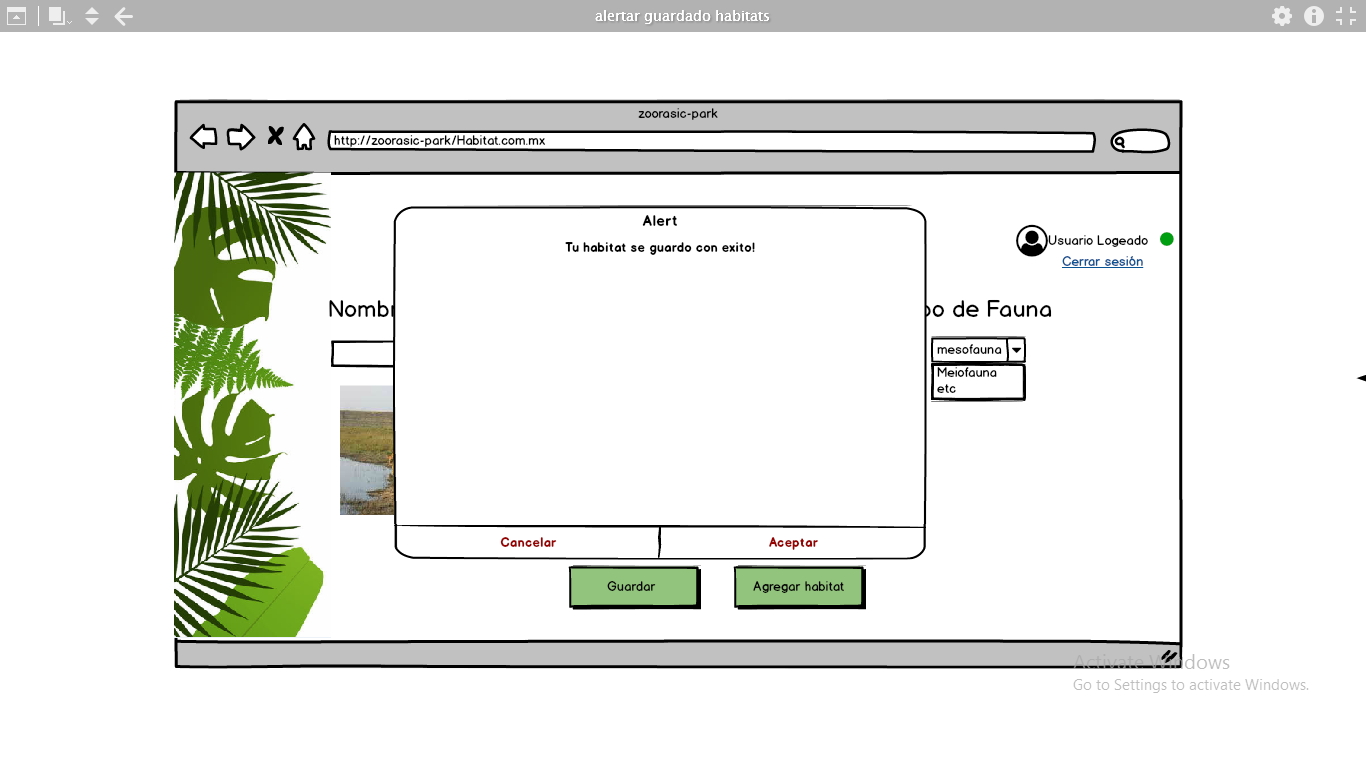 alertar guardado habitats
zoorasic-park
http://zoorasic-park/Habitat.com.mx
Alert
Tu habitat se guardo con exito!
Usuario Logeado
Cerrar sesión
Nombr
po de Fauna
mesofauna
Meiofauna
etc
Cancelar
Aceptar
Guardar
Agregar habitat
Activate Windows
Go to Settings to activate Windows.